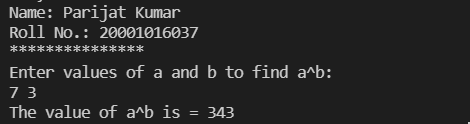 Name: Parijat Kumar
Roll No.: 20001016037
***************
Enter values of a and b to find a^b:
7 3
The value of a^b is = 343